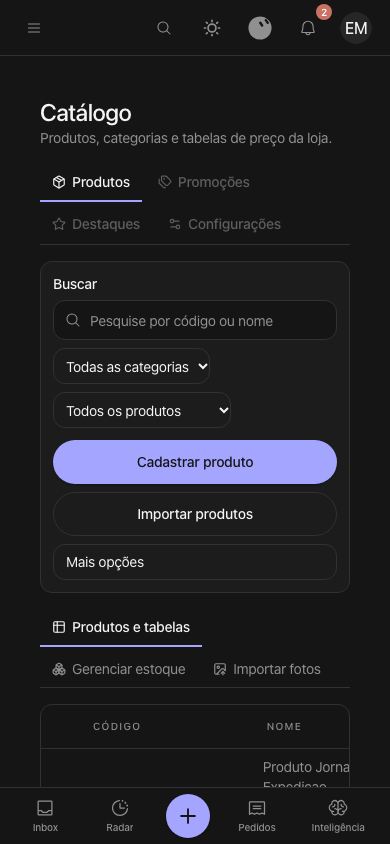 2
EM
Catálogo
Produtos, categorias e tabelas de preço da loja.
Produtos
Promoções
Destaques
Configurações
Buscar
Pesquise por código ou nome
Todas as categorias
Todos os produtos
Cadastrar produto
Importar produtos
Mais opções
Produtos e tabelas
Gerenciar estoque
Importar fotos
CÓDIGO
NOME
Produto Jorna
Expedicao
Inbox
Radar
Pedidos
Inteligência